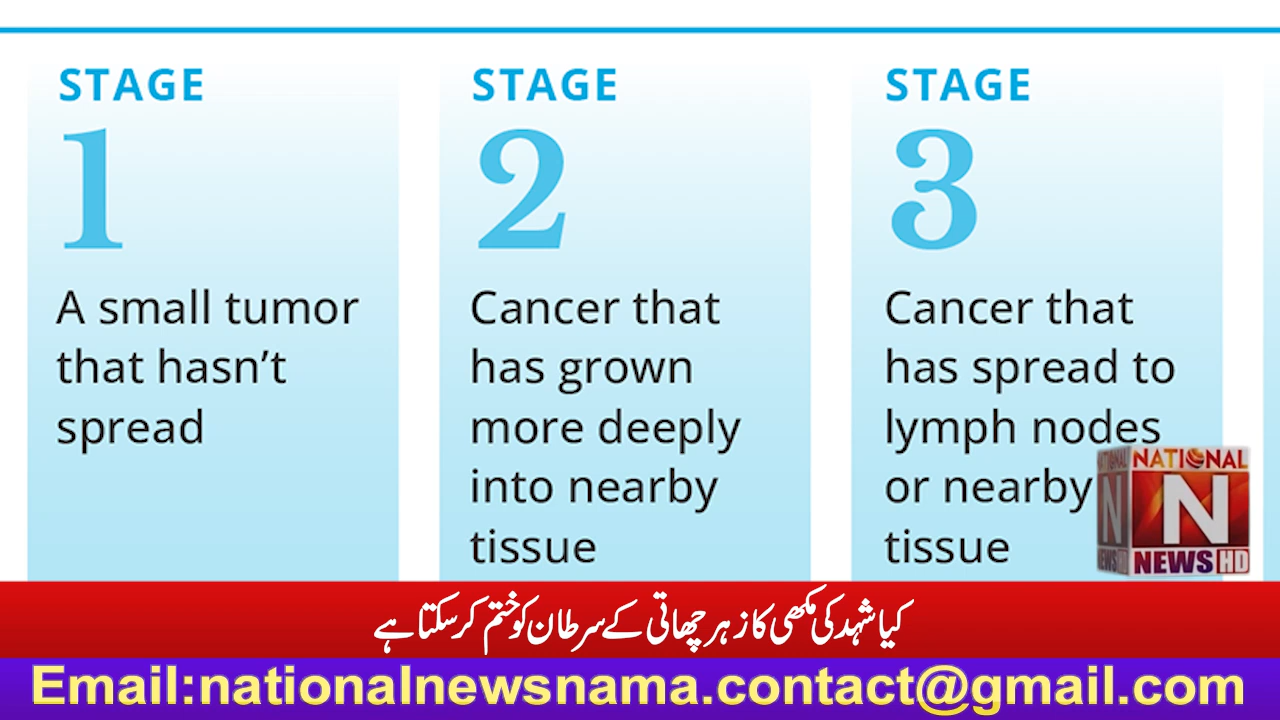 STAGE
1
A small tumor
that hasn’t
spread
STAGE
2
Cancer that
has grown
more deeply
into nearby
tissue
STAGE
3
Cancer that
has spread to
lymph nodes
or nearby
tissue
NATIONAL
N
NEWS HD
کیا شہد کی مکھی کا زہر چھاتی کے سرطان کو ختم کر سکتا ہے
Email:nationalnewsnama.contact@gmail.com